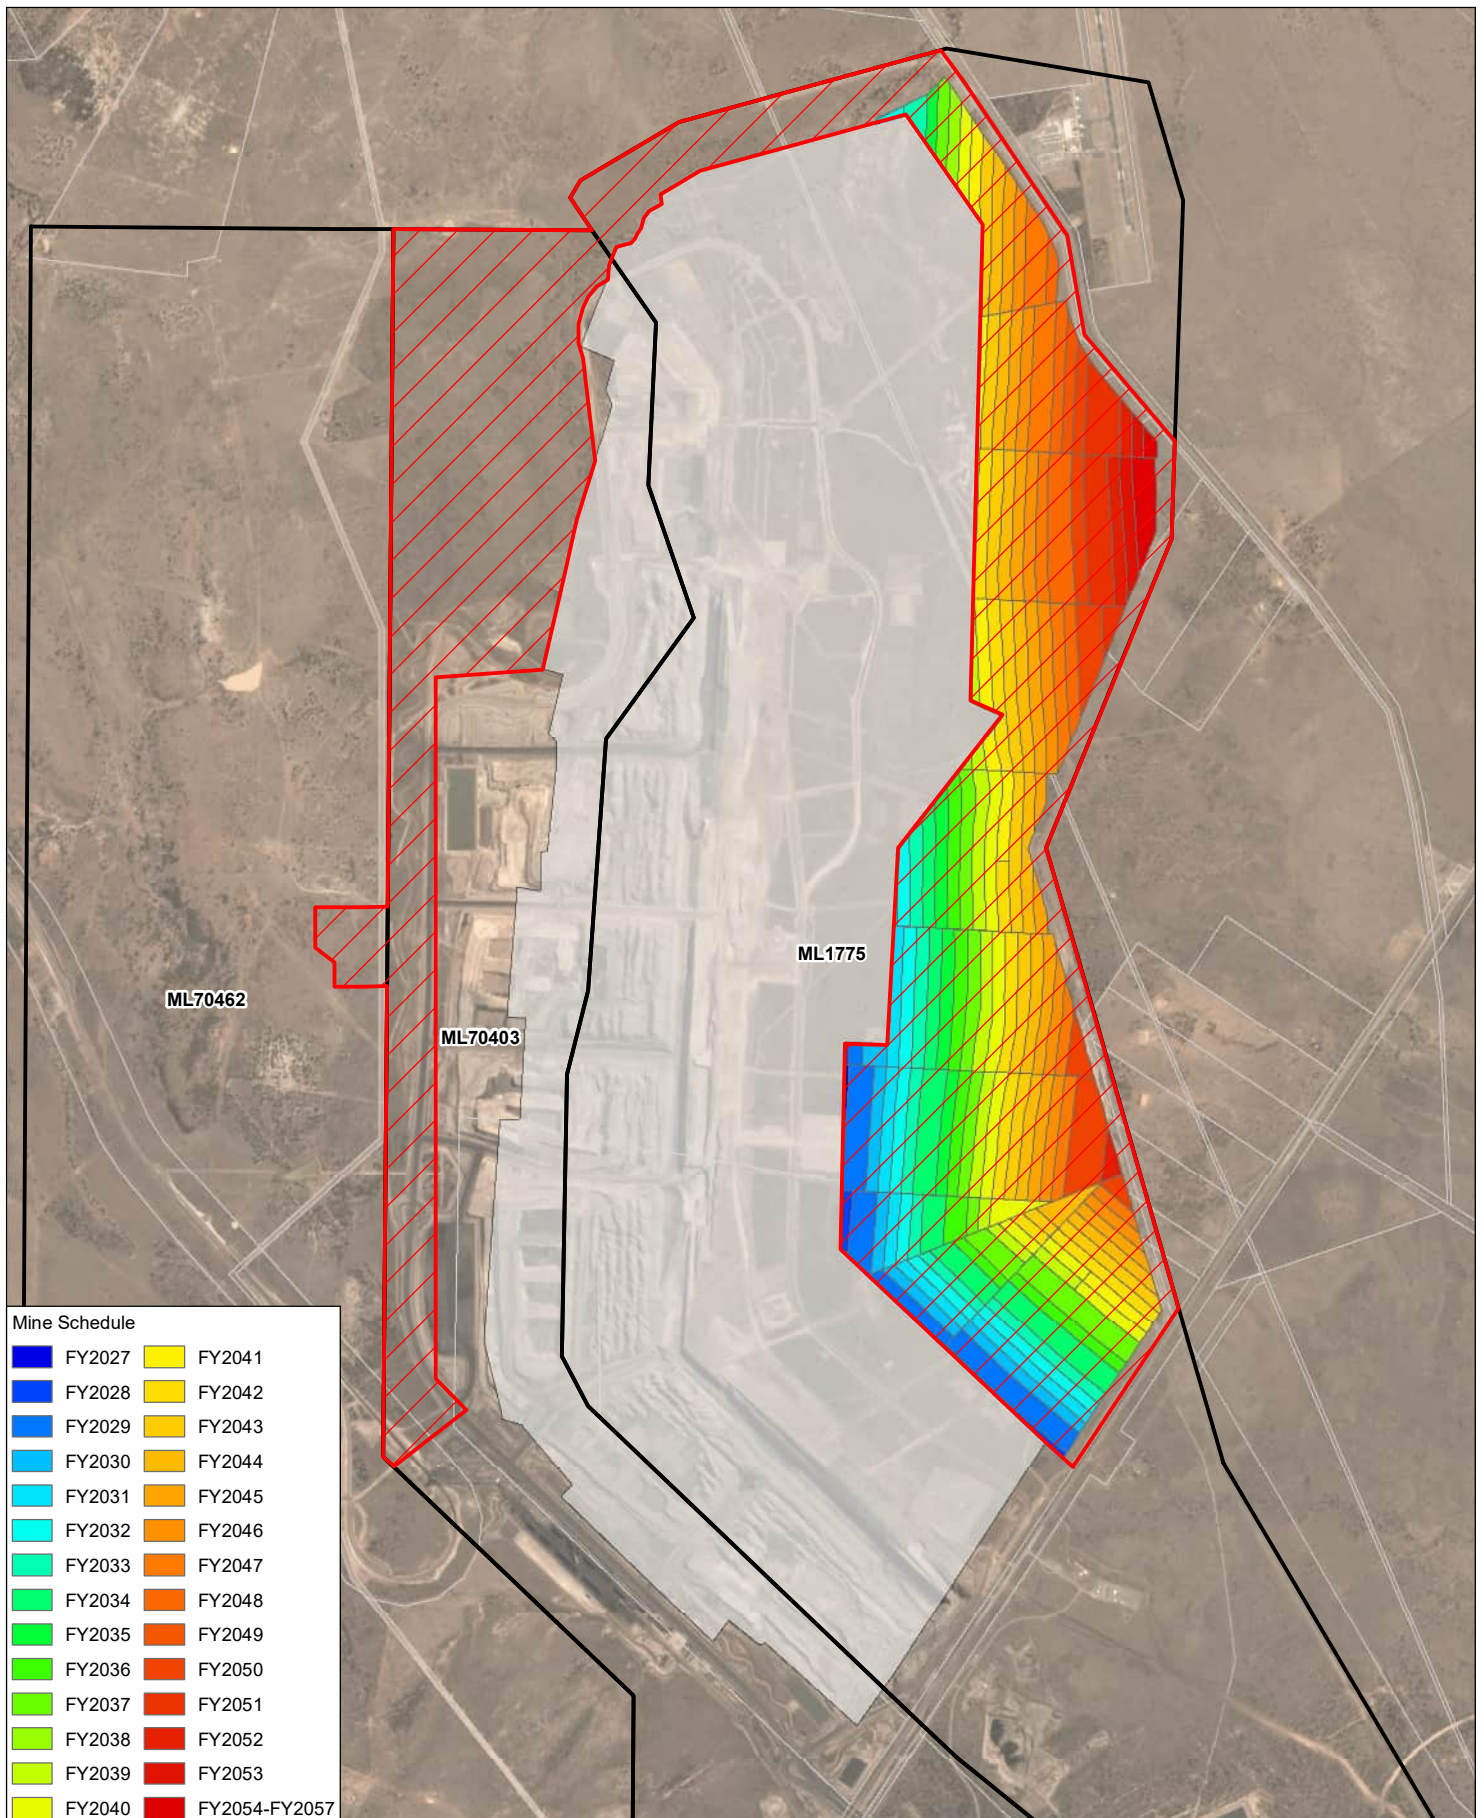 ML1775
ML70462
ML70403
Mine Schedule
FY2027 FY2041
FY2028 FY2042
FY2029 FY2043
FY2030 FY2044
FY2031 FY2045
FY2032 FY2046
FY2033 FY2047
FY2034 FY2048
FY2035 FY2049
FY2036 FY2050
FY2037 FY2051
FY2038 FY2052
FY2039 FY2053
FY2040 FY2054-FY2057